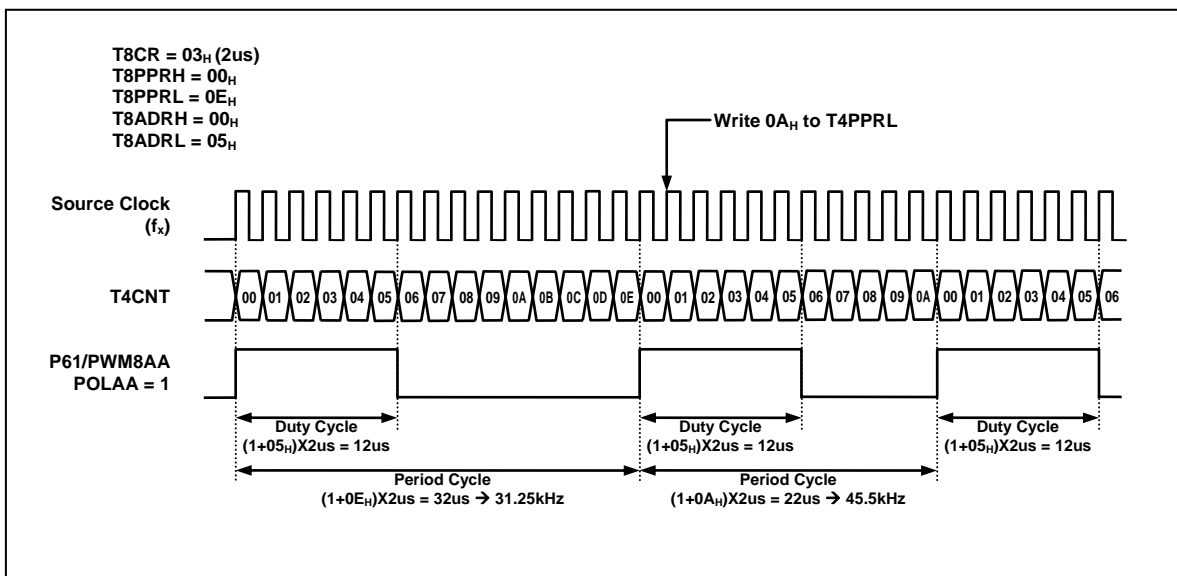 T8CR = 03H (2us)
T8PPRH = 00H
T8PPRL = 0EH
T8ADRH = 00H
T8ADRL = 05H
Write 0AH to T4PPRL
Source Clock
(fx)
T4CNT
00 01 02 03 04 05 06 07 08 09 0A 0B 0C 0D 0E 00 01 02 03 04 05 06 07 08 09 0A 00 01 02 03 04 05 06
P61/PWM8AA
POLAA = 1
Duty Cycle
(1+05H)X2us = 12us
Duty Cycle
(1+05H)X2us = 12us
Duty Cycle
(1+05H)X2us = 12us
Period Cycle
(1+0EH)X2us = 32us → 31.25kHz
Period Cycle
(1+0AH)X2us = 22us → 45.5kHz